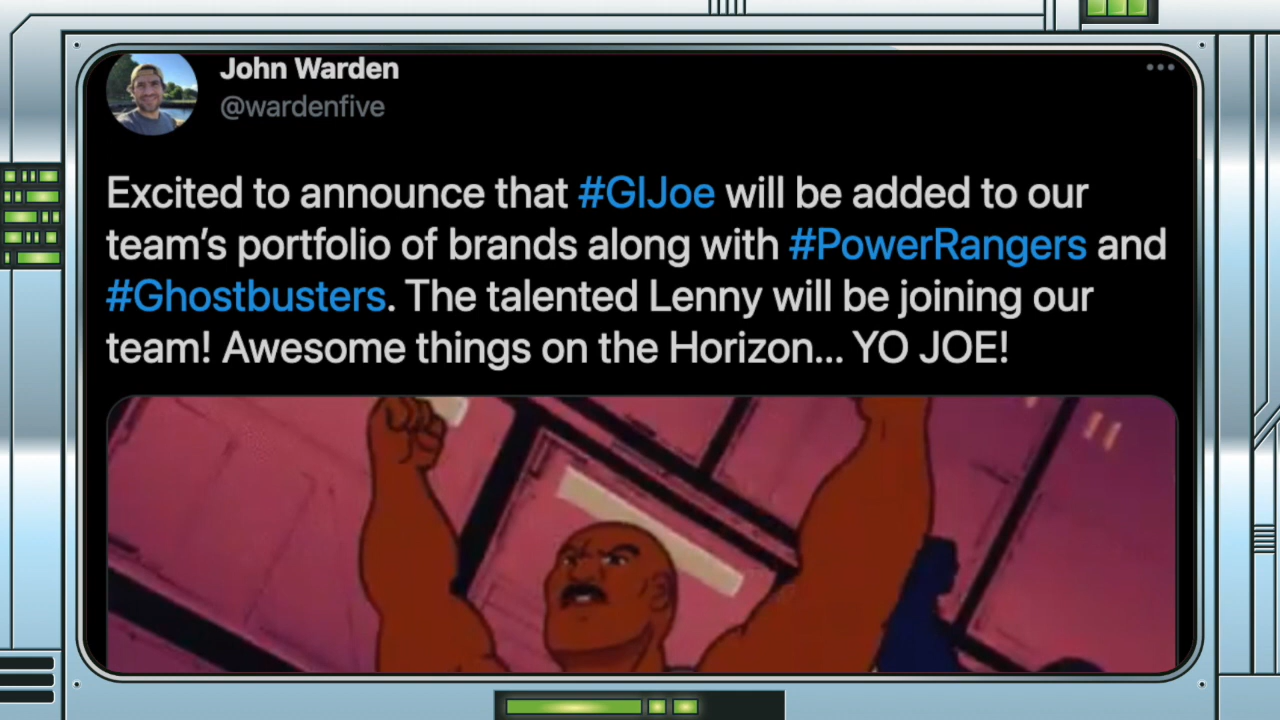 John Warden
@wardenfive
Excited to announce that #GIJoe will be added to our
team’s portfolio of brands along with #PowerRangers and
#Ghostbusters. The talented Lenny will be joining our
team! Awesome things on the Horizon... YO JOE!